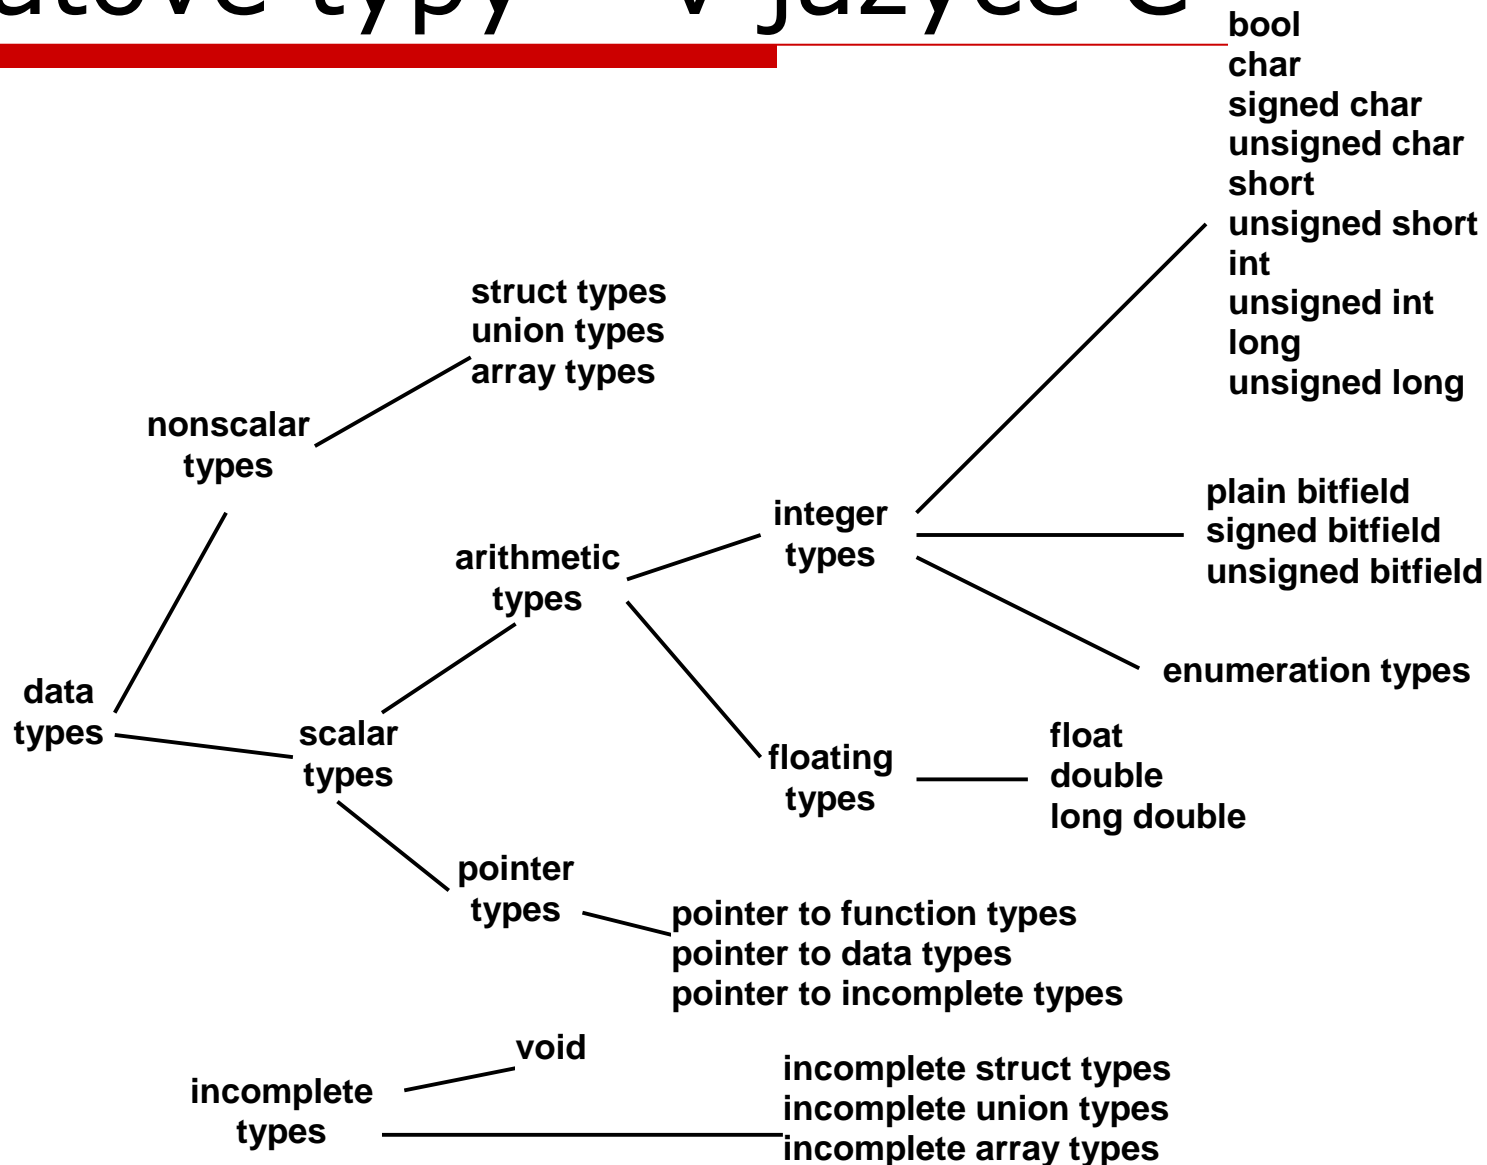 typy v jazyce C
bool
char
signed char
unsigned char
short
unsigned short
int
unsigned int
long
unsigned long
struct types
union types
array types
nonscalar
types
plain bitfield
signed bitfield
unsigned bitfield
integer
types
arithmetic
types
enumeration types
data
types
scalar
types
float
double
long double
floating
types
pointer
types
pointer to function types
pointer to data types
pointer to incomplete types
void
incomplete
types
incomplete struct types
incomplete union types
incomplete array types